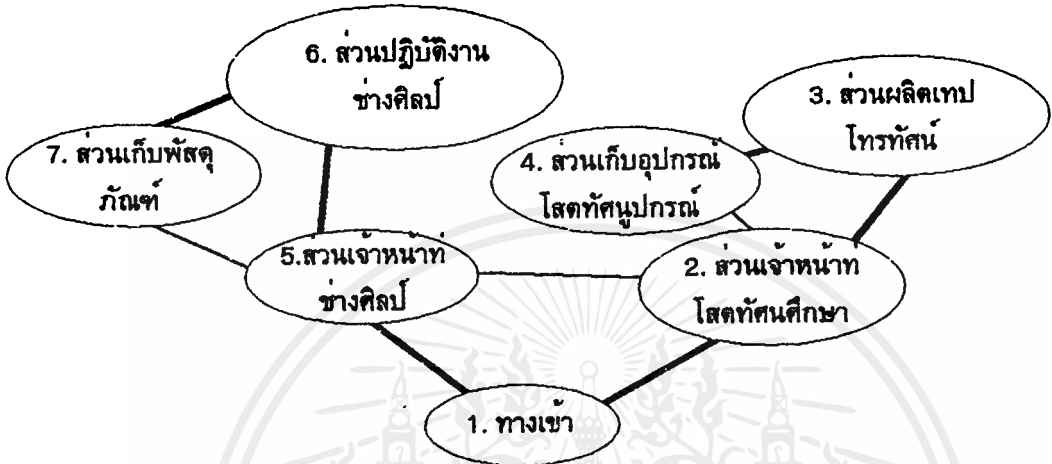 6. ส่วนปฎิบัติงาน
ช่างศิลป์
3. ส่วนผลิตเทป
โทรทัศน์
7. ส่วนเก็บพัสดุ
ภัณฑ์
4. ส่วนเก็บอุปกรณ์
โสตทัศนูปกรณ์
5.ส่วนเจ้าหน้าท่
ช่างศิลป์
2. ส่วนเจ้าหน้าท
โสตทัศนศึกษา
1. ทางเข้า